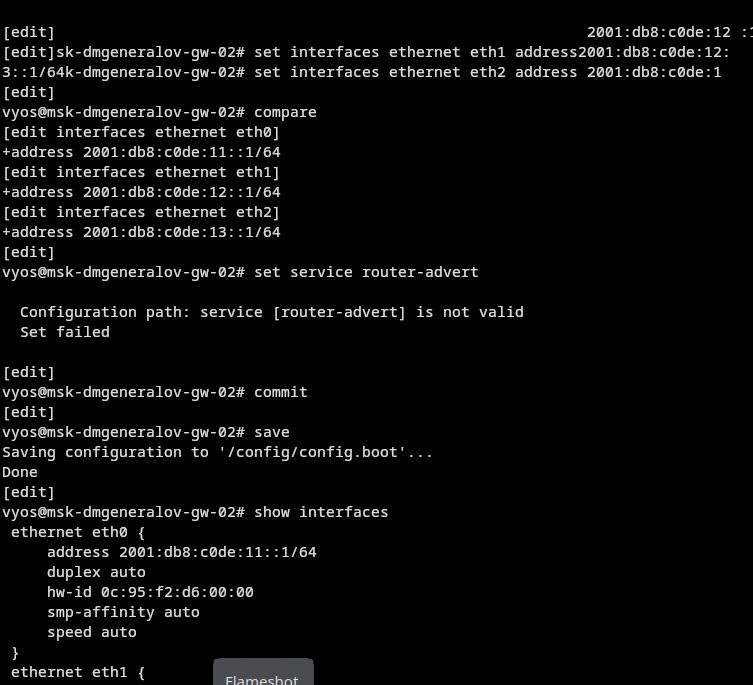 [edit]                                                           2001:db8:c0de:12 :1
[edit]sk-dmgeneralov-gw-02# set interfaces ethernet eth1 address2001:db8:c0de:12:
3::1/64k-dmgeneralov-gw-02# set interfaces ethernet eth2 address 2001:db8:c0de:1
[edit]
vyos@msk-dmgeneralov-gw-02# compare
[edit interfaces ethernet eth0]
+address 2001:db8:c0de:11::1/64
[edit interfaces ethernet eth1]
+address 2001:db8:c0de:12::1/64
[edit interfaces ethernet eth2]
+address 2001:db8:c0de:13::1/64
[edit]
vyos@msk-dmgeneralov-gw-02# set service router-advert

  Configuration path: service [router-advert] is not valid
  Set failed

[edit]
vyos@msk-dmgeneralov-gw-02# commit
[edit]
vyos@msk-dmgeneralov-gw-02# save
Saving configuration to '/config/config.boot'...
Done
[edit]
vyos@msk-dmgeneralov-gw-02# show interfaces
 ethernet eth0 {
     address 2001:db8:c0de:11::1/64
     duplex auto
     hw-id 0c:95:f2:d6:00:00
     smp-affinity auto
     speed auto
 }
 ethernet eth1 {
Flameshot